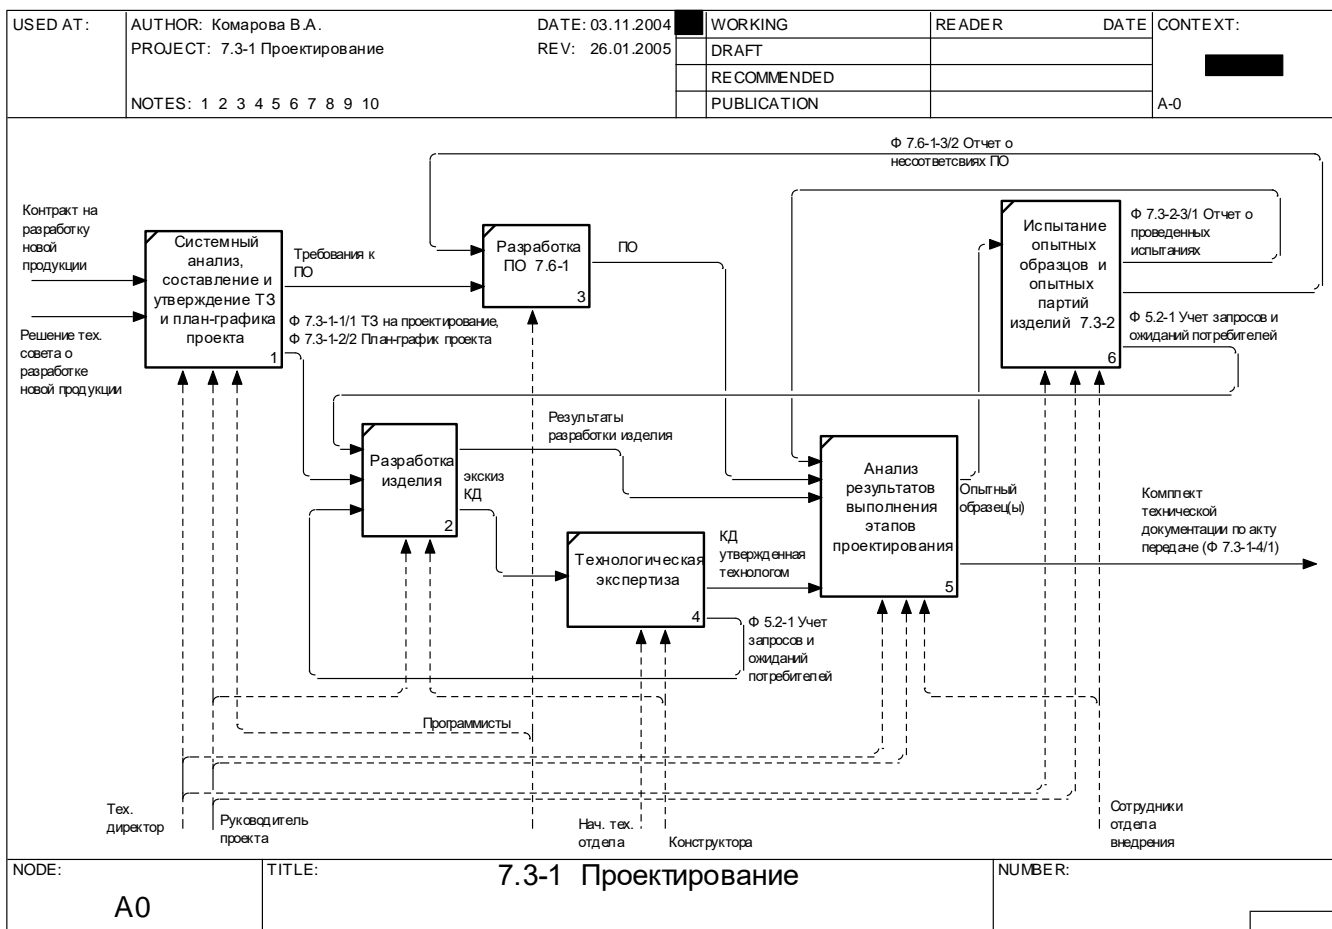 USED AT:
AUTHOR: Комарова В.А.
DATE: 03.11.2004
PROJECT: 7.3-1 Проектирование
REV: 26.01.2005
NOTES: 1 2 3 4 5 6 7 8 9 10
WORKING
DRAFT
RECOMMENDED
PUBLICATION
READER
DATE
CONTEXT:
A-0
Ф 7.6-1-3/2 Отчет о
несоответсвиях ПО
Контракт на
разработку
новой
продукции
Решение тех.
совета о
разработке
новой продукции
Системный
анализ,
составление и
утверждение ТЗ
и план-графика
проекта
1
Требования к
ПО
Ф 7.3-1-1/1 ТЗ на проектирование,
Ф 7.3-1-2/2 План-график проекта
Разработка
ПО 7.6-1
3
ПО
Испытание
опытных
образцов и
опытных
партий
изделий 7.3-2
6
Ф 7.3-2-3/1 Отчет о
проведенных
испытаниях
Ф 5.2-1 Учет запросов и
ожиданий потребителей
Разработка
изделия
2
Результаты
разработки изделия
экскиз
КД
Технологическая
экспертиза
4
КД
утвержденная
технологом
Ф 5.2-1 Учет
запросов и
ожиданий
потребителей
Анализ
результатов
выполнения
этапов
проектирования
5
Опытный
образец(ы)
Комплект
технической
документации по акту
передаче (Ф 7.3-1-4/1)
Программисты
Тех.
директор
Руководитель
проекта
Нач. тех.
отдела
Конструктора
Сотрудники
отдела
внедрения
NODE:
A0
TITLE:
7.3-1 Проектирование
NUMBER: